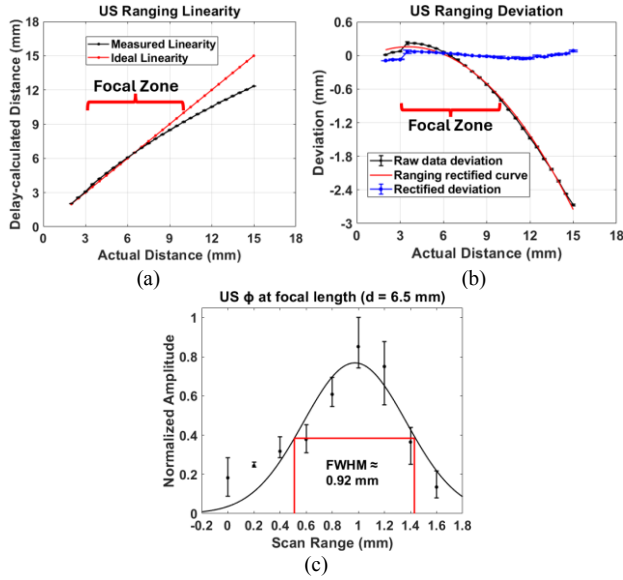 US Ranging Linearity
Delay-calculated Distance (mm)
18
15
12
9
6
3
0
Measured Linearity
Ideal Linearity
Focal Zone
0 3 6 9 12 15 18
Actual Distance (mm)
(a)
US Ranging Deviation
Deviation (mm)
0.6
0
-0.6
-1.2
-1.8
-2.4
-3
Focal Zone
Raw data deviation
Ranging rectified curve
Rectified deviation
0 3 6 9 12 15 18
Actual Distance (mm)
(b)
US ϕ at focal length (d = 6.5 mm)
Normalized Amplitude
1
0.8
0.6
0.4
0.2
0
FWHM ≈
0.92 mm
-0.2 0 0.2 0.4 0.6 0.8 1 1.2 1.4 1.6 1.8
Scan Range (mm)
(c)